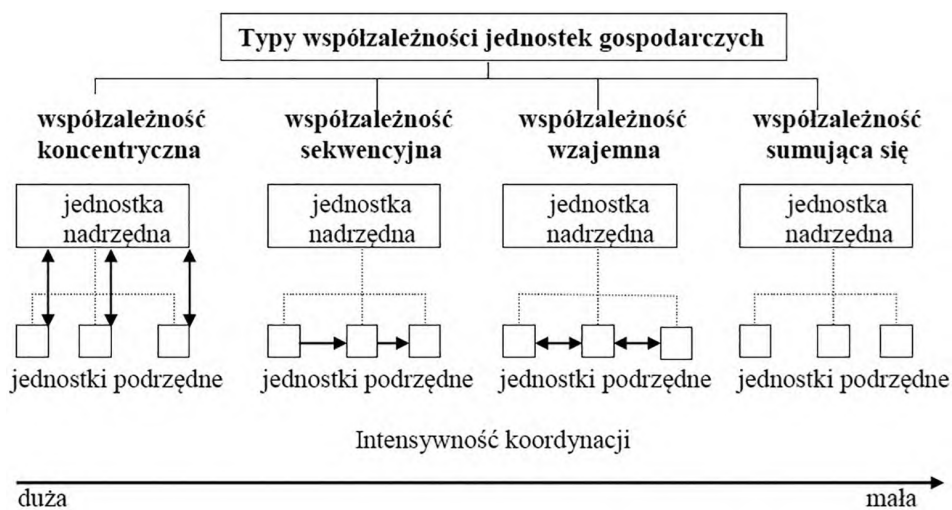 Typy współzależności jednostek gospodarczych
współzależność
koncentryczna
współzależność
sekwencyjna
współzależność
wzajemna
współzależność
sumująca się
jednostka
nadrzędna
jednostka
nadrzędna
jednostka
nadrzędna
jednostka
nadrzędna
jednostki podrzędne
jednostki podrzędne
jednostki podrzędne
jednostki podrzędne
Intensywność koordynacji
duża
mała